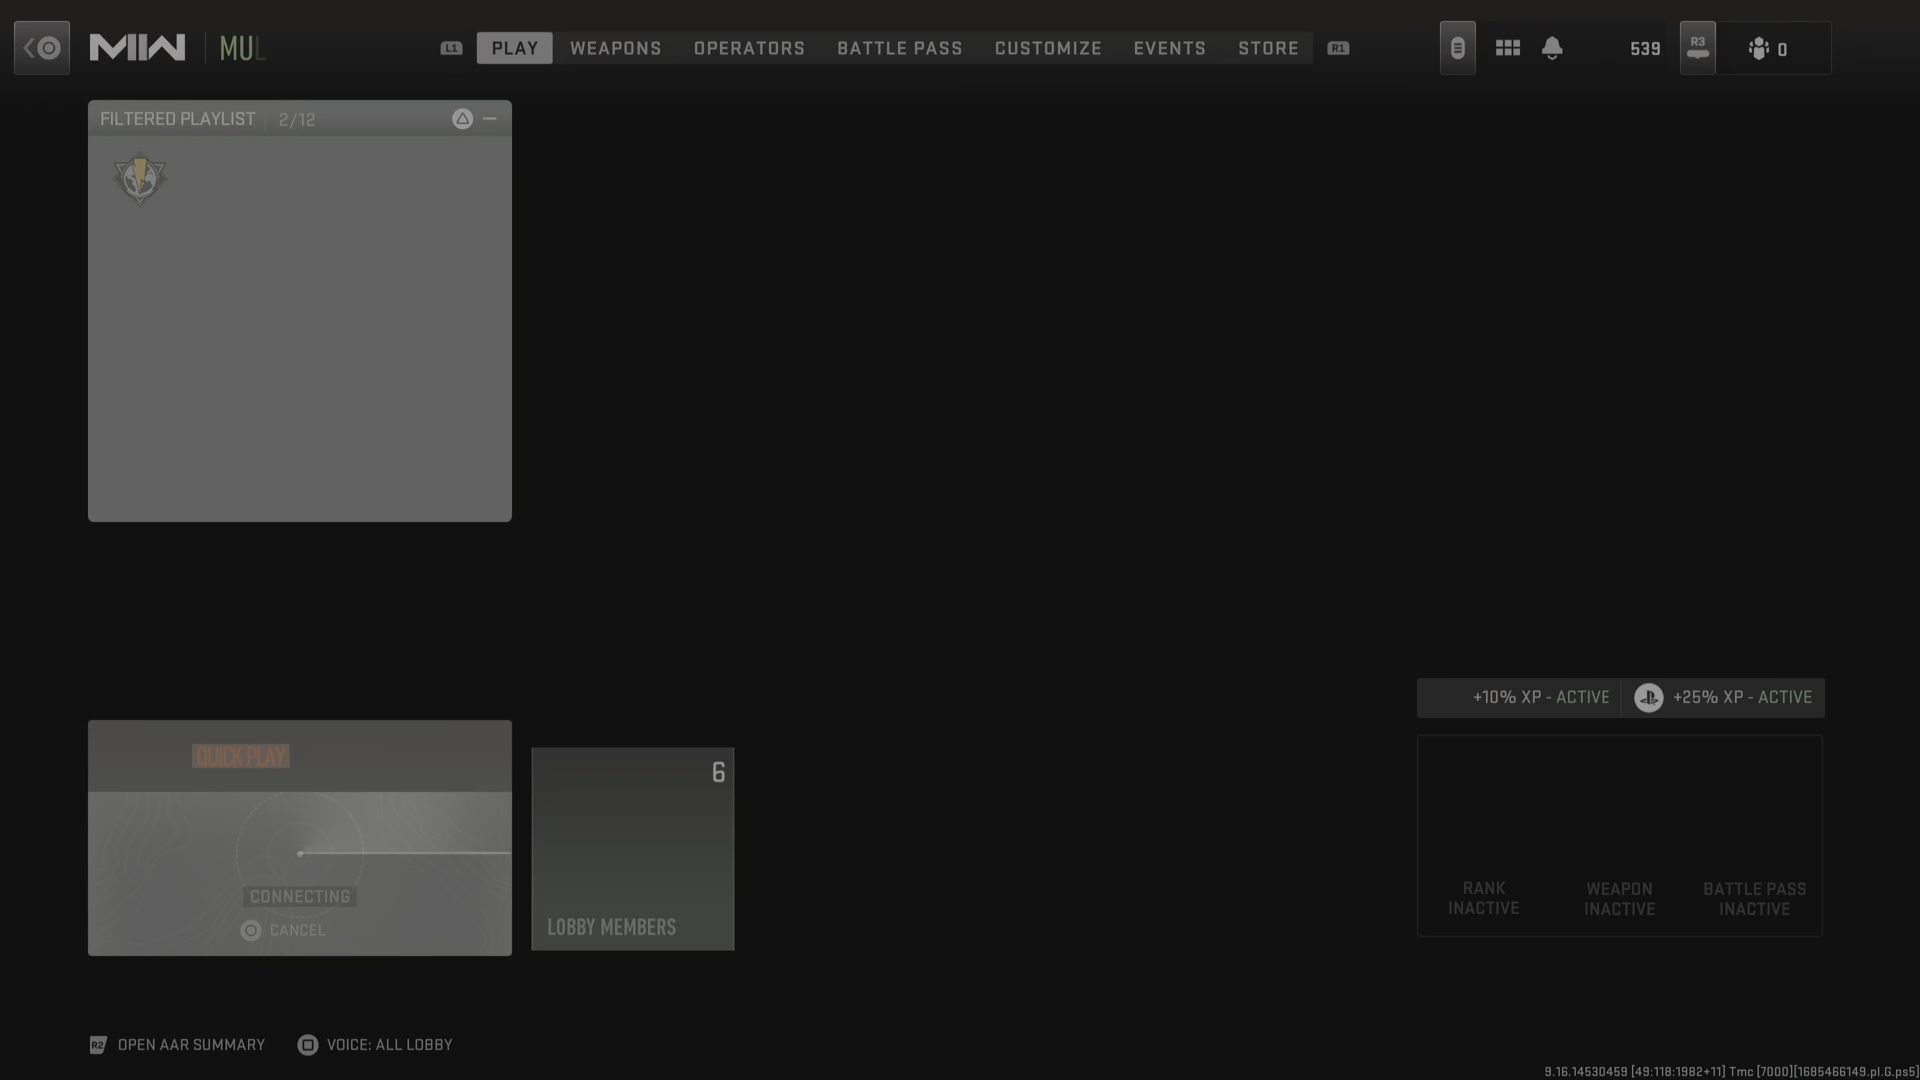 MW MUL
L1 PLAY WEAPONS OPERATORS BATTLE PASS CUSTOMIZE EVENTS STORE R1
539 R3 0
FILTERED PLAYLIST 2/12
+10% XP - ACTIVE +25% XP - ACTIVE
QUICK PLAY
6
CONNECTING
CANCEL
LOBBY MEMBERS
RANK INACTIVE
WEAPON INACTIVE
BATTLE PASS INACTIVE
R2 OPEN AAR SUMMARY VOICE: ALL LOBBY
9.16.14530459 [49:118:1982+11] Tmc [7000][1685466149.pl.G.ps5]